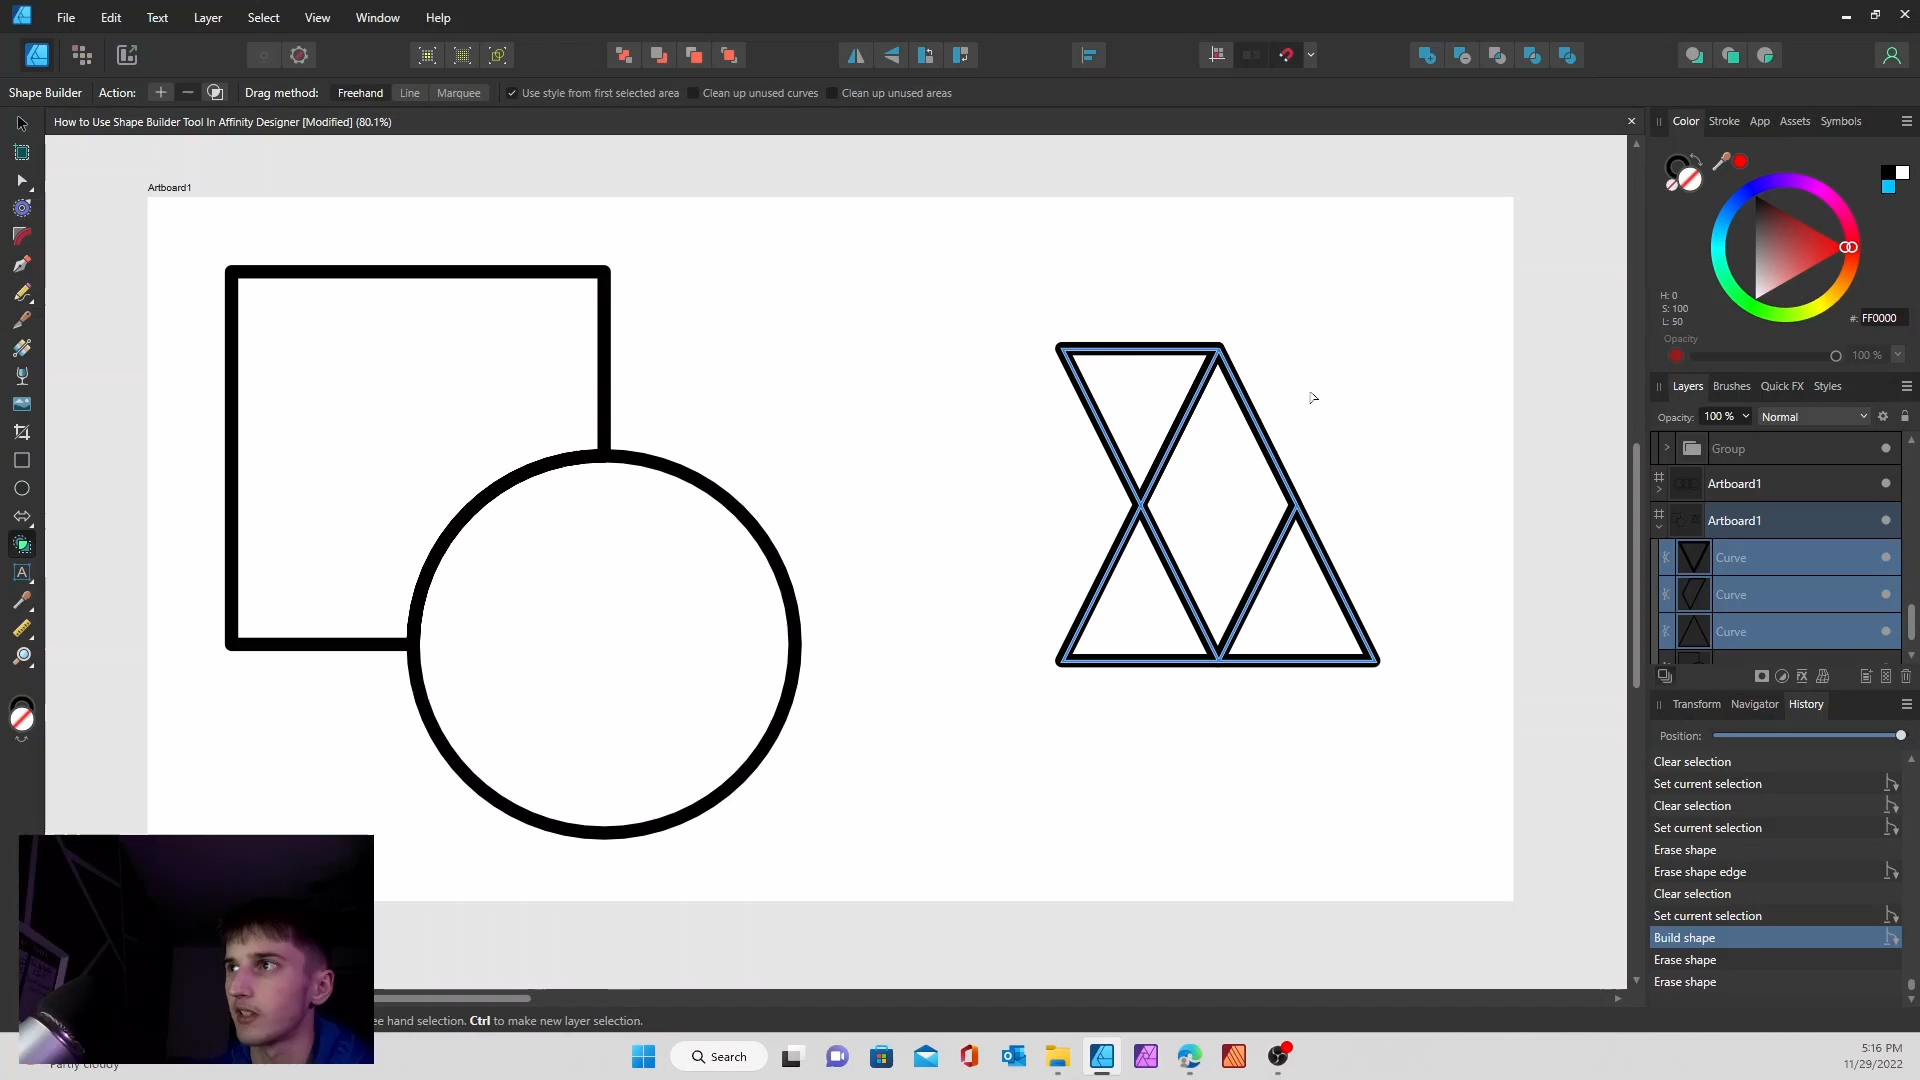 File Edit Text Layer Select View Window Help
Shape Builder Action: Drag method: Freehand Line Marquee Use style from first selected area Clean up unused curves Clean up unused areas
How to Use Shape Builder Tool In Affinity Designer [Modified] (80.1%)
Artboard1
Color Stroke App Assets Symbols
H: 0
S: 100
L: 50
#: FF0000
Opacity
100 %
Layers Brushes Quick FX Styles
Opacity: 100 % Normal
Group
Artboard1
Artboard1
Curve
Curve
Curve
Transform Navigator History
Position:
Clear selection
Set current selection
Clear selection
Set current selection
Erase shape
Erase shape edge
Clear selection
Set current selection
Build shape
Erase shape
Erase shape
hand selection. Ctrl to make new layer selection.
Search
5:16 PM
11/29/2022
cloudy